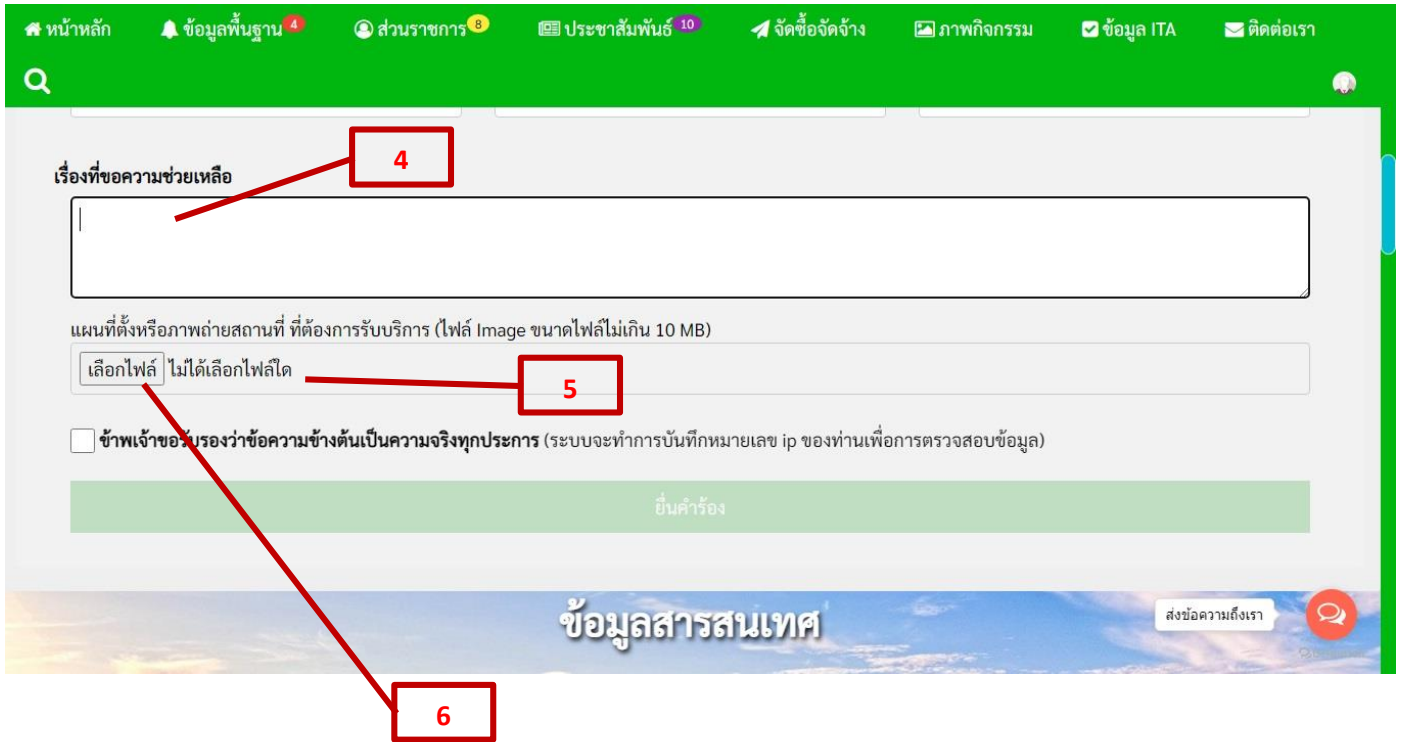 หน้าหลัก ข้อมูลพื้นฐาน 4 ส่วนราชการ 8 ประชาสัมพันธ์ 10 จัดซื้อจัดจ้าง ภาพกิจกรรม ข้อมูล ITA ติดต่อเรา
4
เรื่องที่ขอความช่วยเหลือ
แผนที่ตั้งหรือภาพถ่ายสถานที่ ที่ต้องการรับบริการ (ไฟล์ Image ขนาดไฟล์ไม่เกิน 10 MB)
เลือกไฟล์ ไม่ได้เลือกไฟล์ใด
5
ข้าพเจ้าขอรับรองว่าข้อความข้างต้นเป็นความจริงทุกประการ (ระบบจะทำการบันทึกหมายเลข ip ของท่านเพื่อการตรวจสอบข้อมูล)
ยื่นคำร้อง
ข้อมูลสารสนเทศ
ส่งข้อความถึงเรา
6